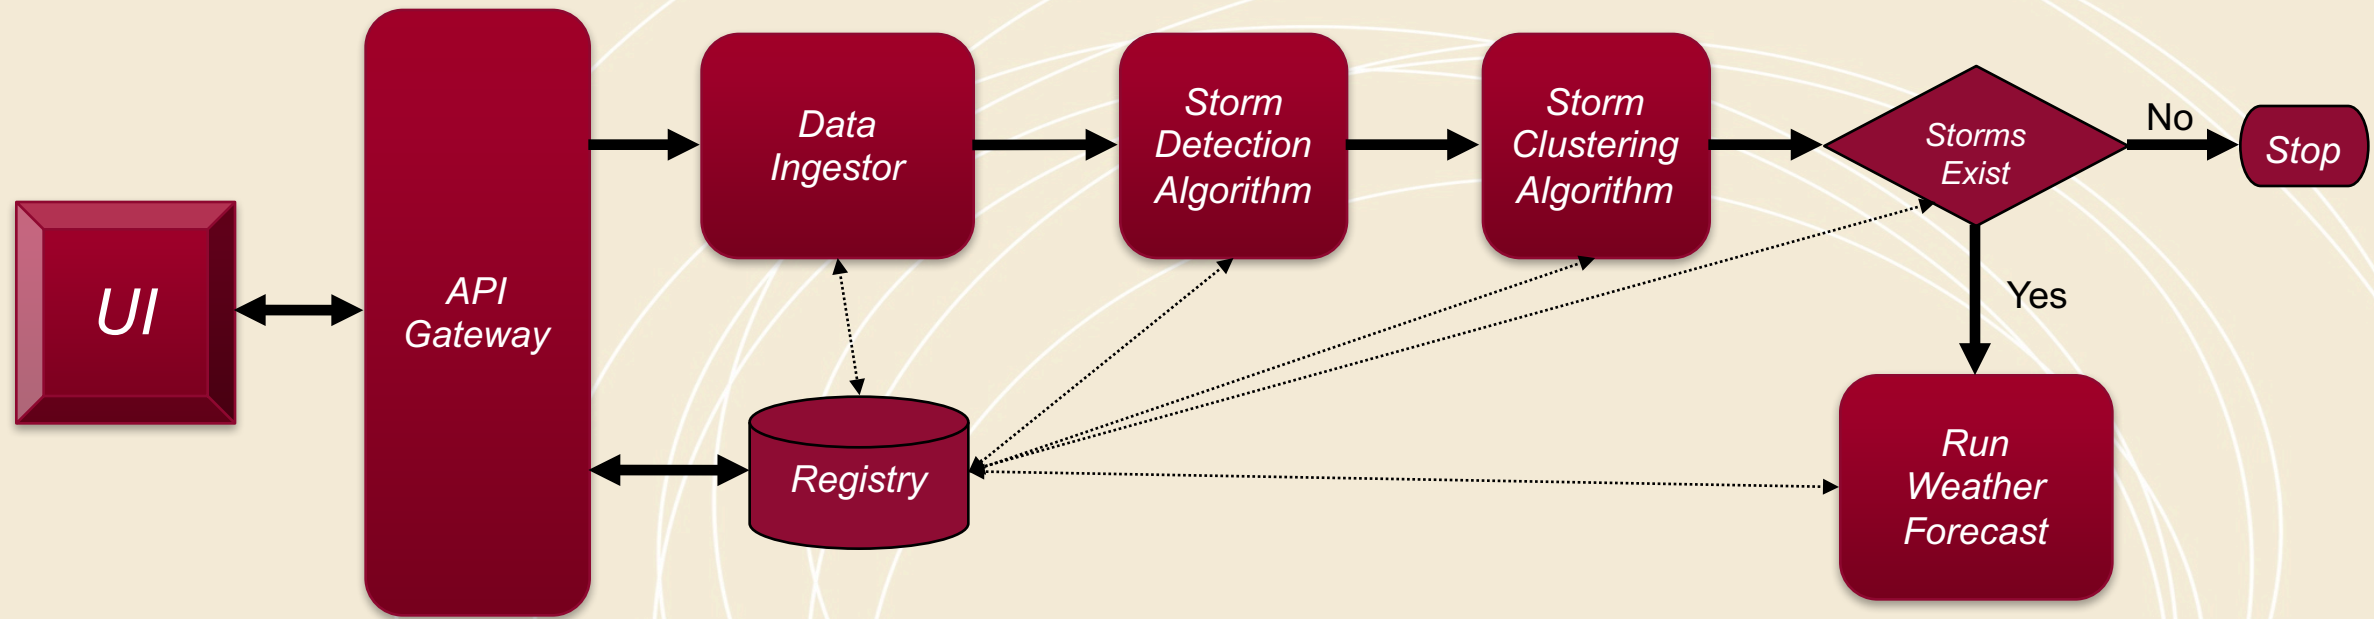 UI
API
Gateway
Data
Ingestor
Storm
Detection
Algorithm
Storm
Clustering
Algorithm
Storms
Exist
No
Stop
Yes
Registry
Run
Weather
Forecast